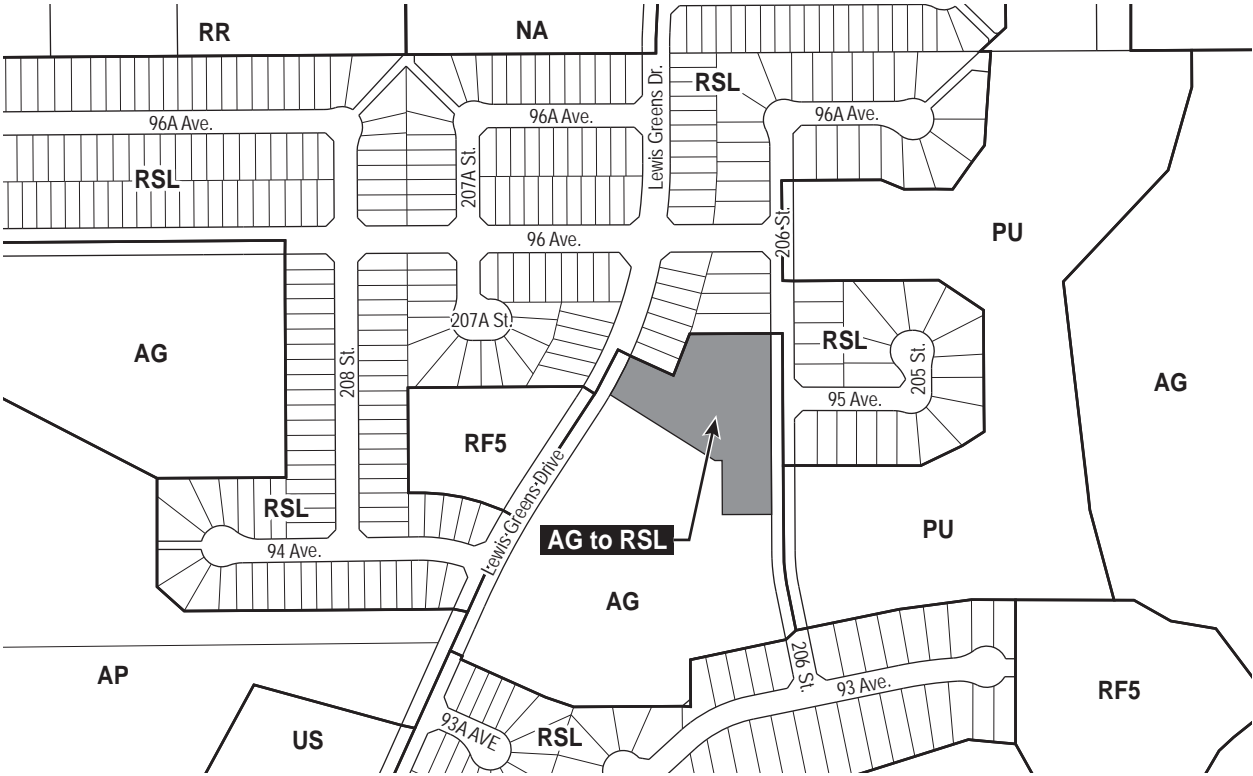 RR
NA
Lewis Greens Dr.
RSL
96A Ave.
96A Ave.
96A Ave.
RSL
207A St.
206 St.
PU
96 Ave.
AG
207A St.
208 St.
RSL
205 St.
AG
95 Ave.
RF5
Lewis Greens Drive
RSL
94 Ave.
AG to RSL
PU
AG
AP
206 St.
93 Ave.
RF5
US
93A AVE
RSL